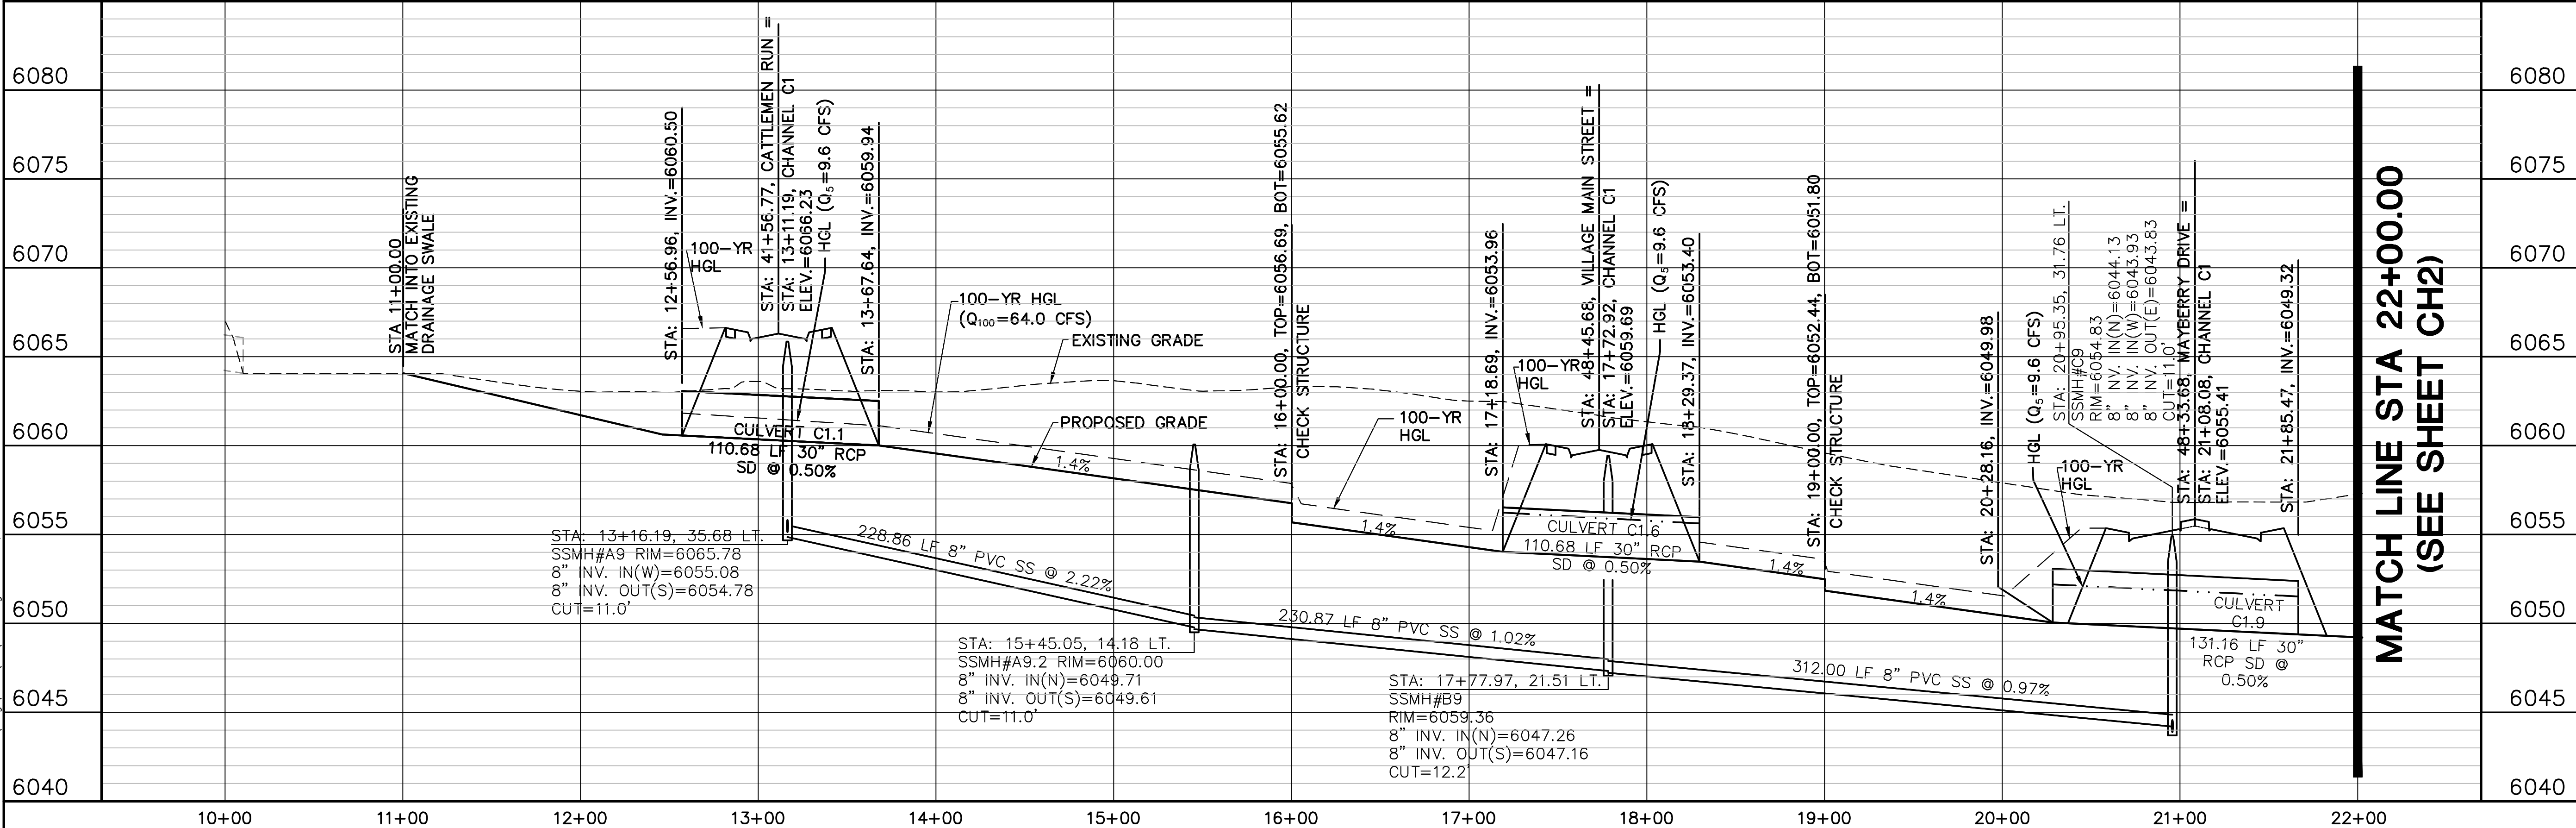 6080
6075
6070
6065
6060
6055
6050
6045
6040
STA 11+00.00
MATCH INTO EXISTING
DRAINAGE SWALE
STA: 12+56.96, INV.=6060.50
100-YR
HGL
STA: 41+56.77, CATTLEMEN RUN =
STA: 13+11.19, CHANNEL C1
ELEV.=6066.23
HGL (Q5=9.6 CFS)
STA: 13+67.64, INV.=6059.94
CULVERT C1.1
110.68 LF 30" RCP
SD @ 0.50%
100-YR HGL
(Q100=64.0 CFS)
EXISTING GRADE
PROPOSED GRADE
1.4%
STA: 13+16.19, 35.68 LT.
SSMH#A9 RIM=6065.78
8" INV. IN(W)=6055.08
8" INV. OUT(S)=6054.78
CUT=11.0'
228.86 LF 8" PVC SS @ 2.22%
STA: 15+45.05, 14.18 LT.
SSMH#A9.2 RIM=6060.00
8" INV. IN(N)=6049.71
8" INV. OUT(S)=6049.61
CUT=11.0'
STA: 16+00.00, TOP=6056.69, BOT=6055.62
CHECK STRUCTURE
100-YR
HGL
1.4%
230.87 LF 8" PVC SS @ 1.02%
STA: 17+18.69, INV.=6053.96
100-YR
HGL
STA: 48+45.68, VILLAGE MAIN STREET =
STA: 17+72.92, CHANNEL C1
ELEV.=6059.69
HGL (Q5=9.6 CFS)
STA: 18+29.37, INV.=6053.40
CULVERT C1.6
110.68 LF 30" RCP
SD @ 0.50%
STA: 17+77.97, 21.51 LT.
SSMH#B9
RIM=6059.36
8" INV. IN(N)=6047.26
8" INV. OUT(S)=6047.16
CUT=12.2'
1.4%
STA: 19+00.00, TOP=6052.44, BOT=6051.80
CHECK STRUCTURE
1.4%
312.00 LF 8" PVC SS @ 0.97%
STA: 20+28.16, INV.=6049.98
HGL (Q5=9.6 CFS)
100-YR
HGL
STA: 20+95.35, 31.76 LT.
SSMH#C9
RIM=6054.83
8" INV. IN(N)=6044.13
8" INV. IN(W)=6043.93
8" INV. OUT(E)=6043.83
CUT=11.0'
STA: 48+33.68, MAYBERRY DRIVE =
STA: 21+08.08, CHANNEL C1
ELEV.=6055.41
STA: 21+85.47, INV.=6049.32
CULVERT
C1.9
131.16 LF 30"
RCP SD @
0.50%
MATCH LINE STA 22+00.00
(SEE SHEET CH2)
6080
6075
6070
6065
6060
6055
6050
6045
6040
10+00
11+00
12+00
13+00
14+00
15+00
16+00
17+00
18+00
19+00
20+00
21+00
22+00